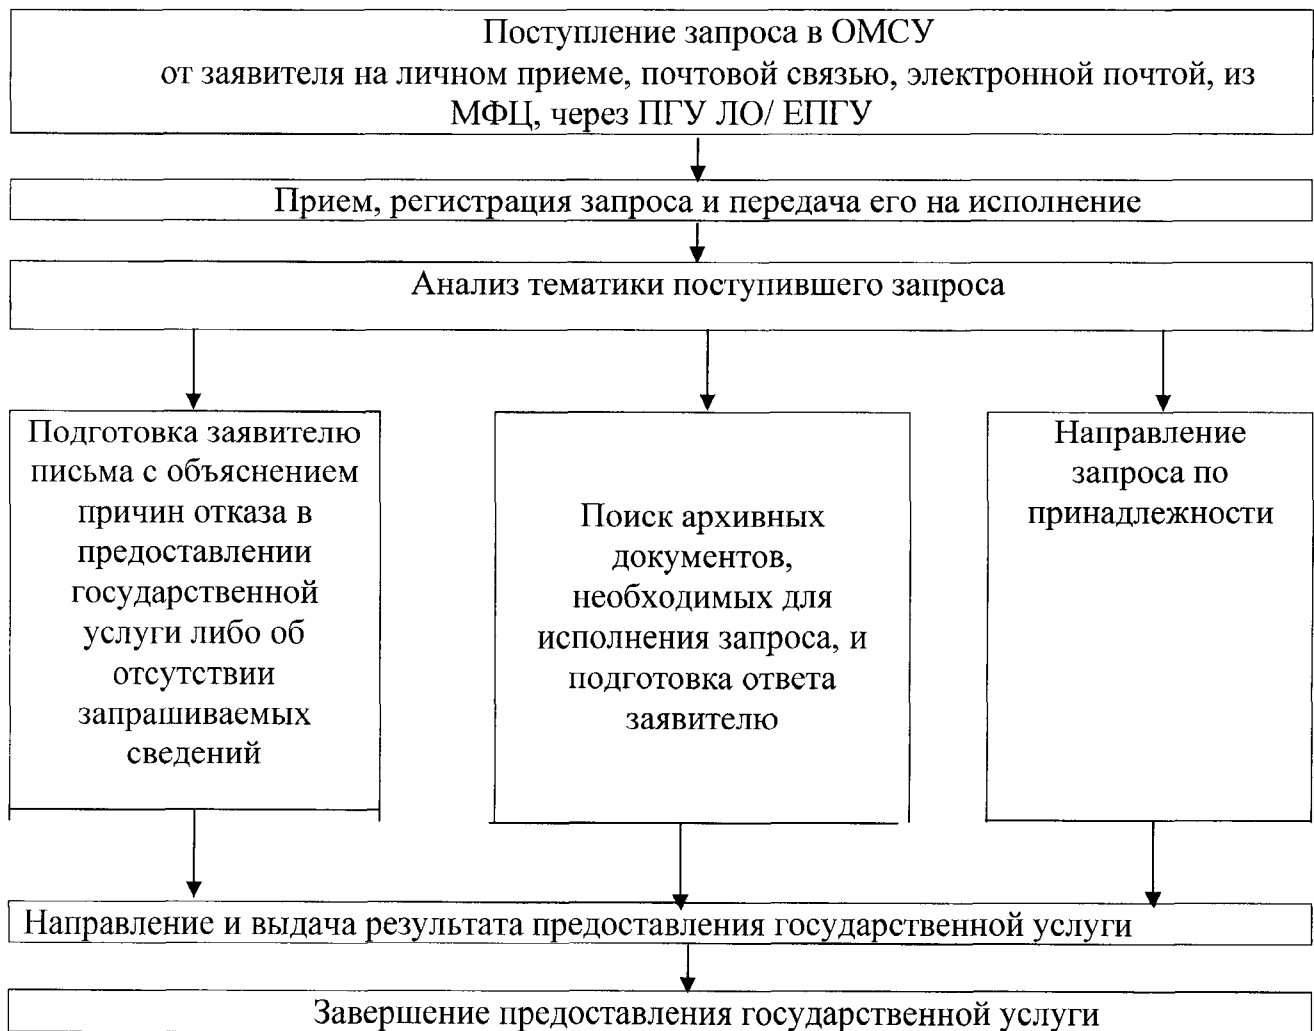 Поступление запроса в ОМСУ
от заявителя на личном приеме, почтовой связью, электронной почтой, из
МФЦ, через ПГУ ЛО/ ЕПГУ
Прием, регистрация запроса и передача его на исполнение
Анализ тематики поступившего запроса
Подготовка заявителю
письма с объяснением
причин отказа в
предоставлении
государственной
услуги либо об
отсутствии
запрашиваемых
сведений
Поиск архивных
документов,
необходимых для
исполнения запроса, и
подготовка ответа
заявителю
Направление
запроса по
принадлежности
Направление и выдача результата предоставления государственной услуги
Завершение предоставления государственной услуги